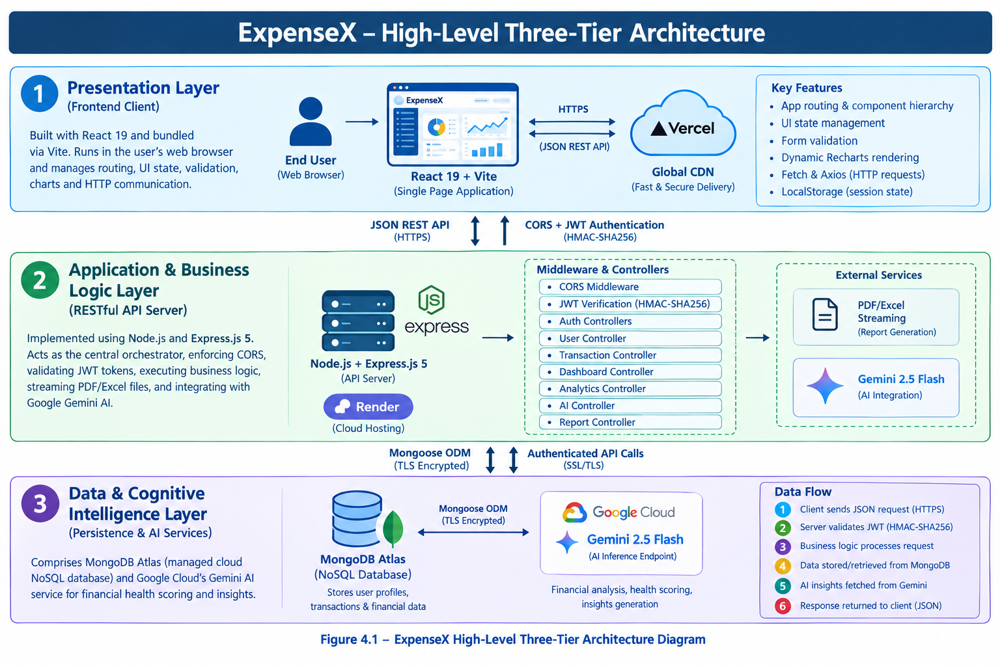 ExpenseX – High-Level Three-Tier Architecture
1
Presentation Layer
(Frontend Client)
Built with React 19 and bundled
via Vite. Runs in the user's web browser
and manages routing, UI state, validation,
charts and HTTP communication.
End User
(Web Browser)
ExpenseX
React 19 + Vite
(Single Page Application)
HTTPS
(JSON REST API)
Vercel
Global CDN
(Fast & Secure Delivery)
Key Features
• App routing & component hierarchy
• UI state management
• Form validation
• Dynamic Recharts rendering
• Fetch & Axios (HTTP requests)
• LocalStorage (session state)
JSON REST API
(HTTPS)
CORS + JWT Authentication
(HMAC-SHA256)
2
Application & Business
Logic Layer
(RESTful API Server)
Implemented using Node.js and Express.js 5.
Acts as the central orchestrator, enforcing CORS,
validating JWT tokens, executing business logic,
streaming PDF/Excel files, and integrating with
Google Gemini AI.
JS
express
Node.js + Express.js 5
(API Server)
Render
(Cloud Hosting)
Middleware & Controllers
• CORS Middleware
• JWT Verification (HMAC-SHA256)
• Auth Controllers
• User Controller
• Transaction Controller
• Dashboard Controller
• Analytics Controller
• AI Controller
• Report Controller
External Services
PDF/Excel
Streaming
(Report Generation)
Gemini 2.5 Flash
(AI Integration)
Mongoose ODM
(TLS Encrypted)
Authenticated API Calls
(SSL/TLS)
3
Data & Cognitive
Intelligence Layer
(Persistence & AI Services)
Comprises MongoDB Atlas (managed cloud
NoSQL database) and Google Cloud's Gemini AI
service for financial health scoring and insights.
MongoDB Atlas
(NoSQL Database)
Stores user profiles,
transactions & financial data
Mongoose ODM
(TLS Encrypted)
Google Cloud
Gemini 2.5 Flash
(AI Inference Endpoint)
Financial analysis, health scoring,
insights generation
Data Flow
1 Client sends JSON request (HTTPS)
2 Server validates JWT (HMAC-SHA256)
3 Business logic processes request
4 Data stored/retrieved from MongoDB
5 AI insights fetched from Gemini
6 Response returned to client (JSON)
Figure 4.1 – ExpenseX High-Level Three-Tier Architecture Diagram